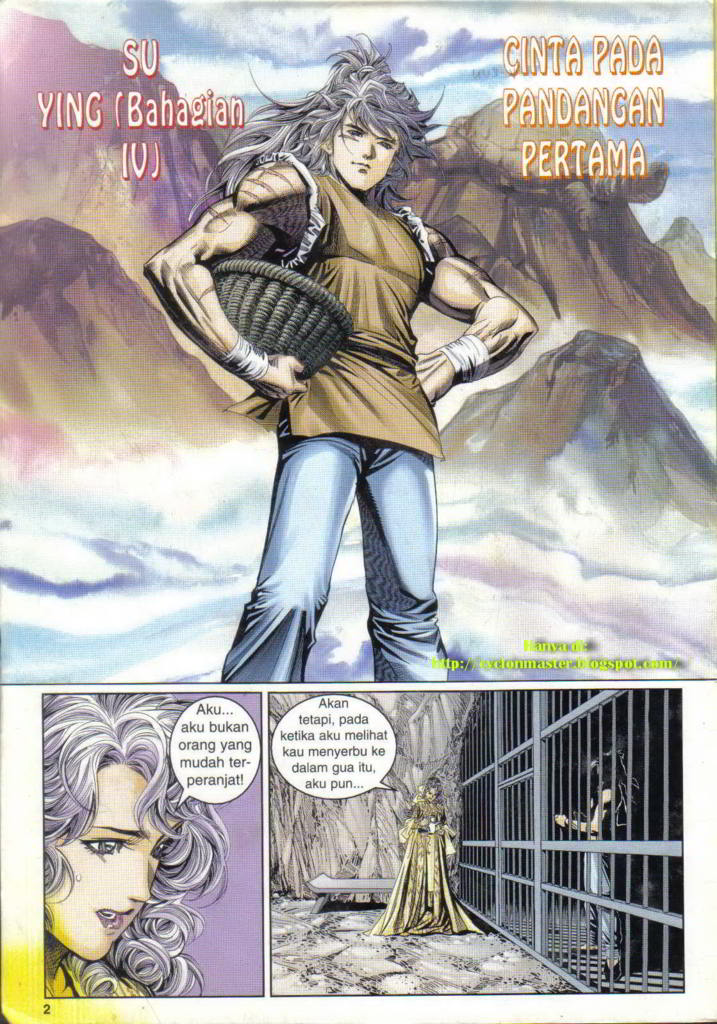 SU
YING (Bahagian
IV)
CINTA PADA
PANDANGAN
PERTAMA
Hanya di:
http://cyclonmaster.blogspot.com/
Aku...
aku bukan
orang yang
mudah ter-
peranjat!
Akan
tetapi, pada
ketika aku melihat
kau menyerbu ke
dalam gua itu,
aku pun...
2